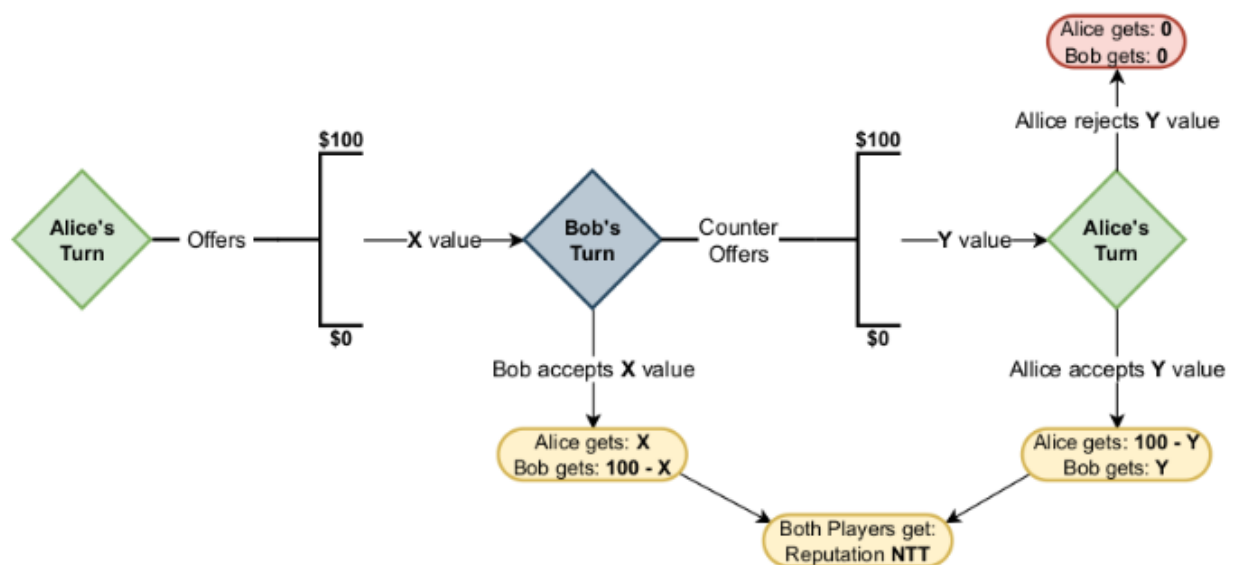 Alice gets: 0
Bob gets: 0
Allice rejects Y value
$100
$100
Alice's
Turn
Offers
X value
Bob's
Turn
Counter
Offers
Y value
Alice's
Turn
$0
$0
Bob accepts X value
Allice accepts Y value
Alice gets: X
Bob gets: 100 - X
Alice gets: 100 - Y
Bob gets: Y
Both Players get:
Reputation NTT